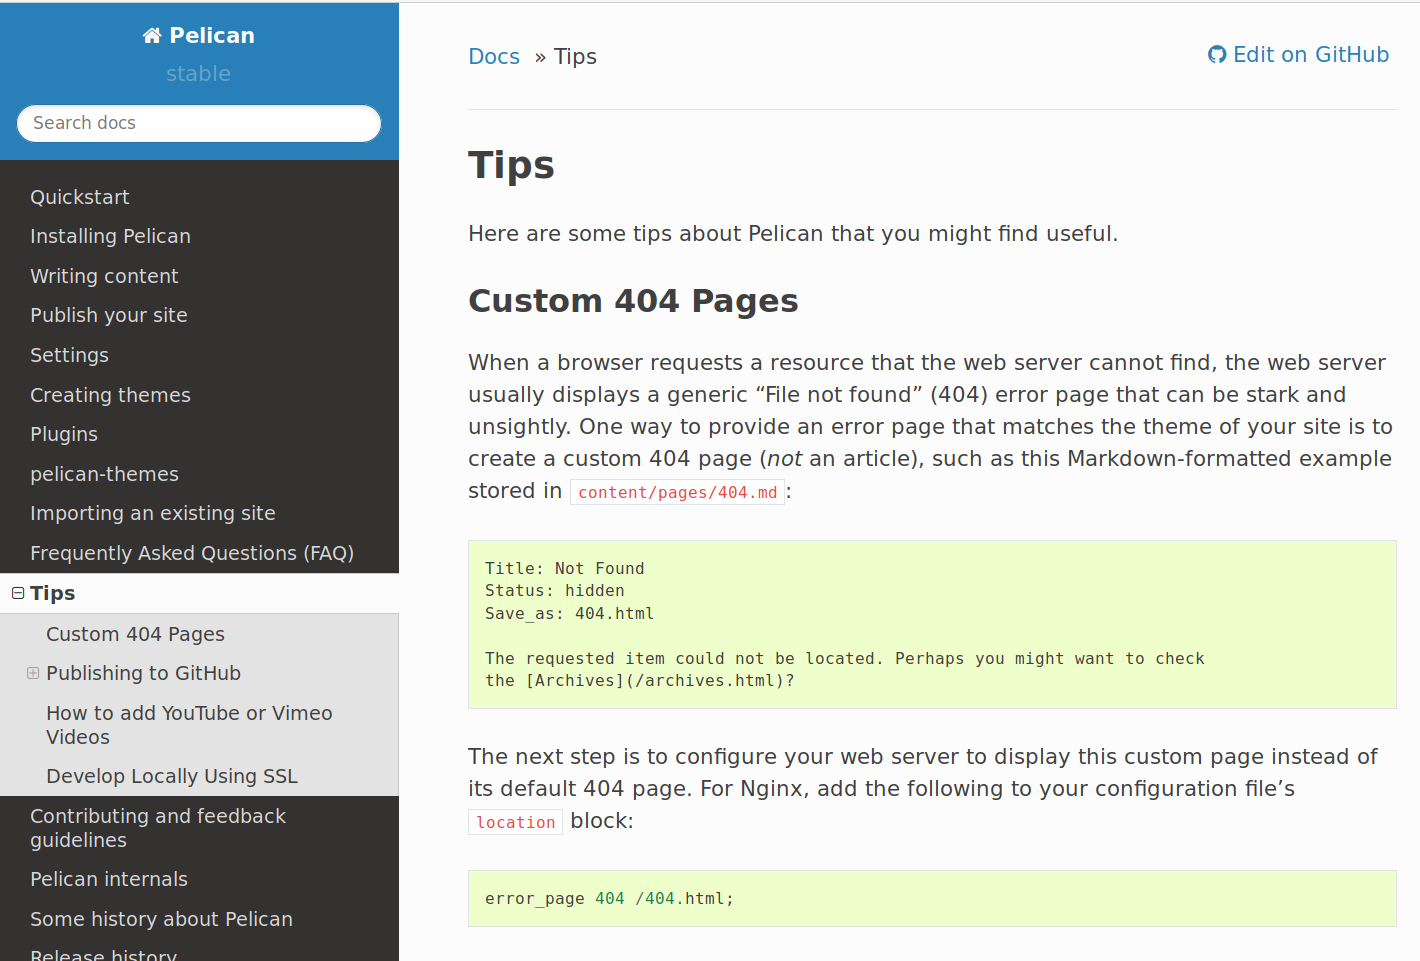 Pelican
stable
Search docs
Quickstart
Installing Pelican
Writing content
Publish your site
Settings
Creating themes
Plugins
pelican-themes
Importing an existing site
Frequently Asked Questions (FAQ)
Tips
Custom 404 Pages
Publishing to GitHub
How to add YouTube or Vimeo
Videos
Develop Locally Using SSL
Contributing and feedback
guidelines
Pelican internals
Some history about Pelican
Release history
Docs » Tips
Edit on GitHub
Tips
Here are some tips about Pelican that you might find useful.
Custom 404 Pages
When a browser requests a resource that the web server cannot find, the web server
usually displays a generic “File not found” (404) error page that can be stark and
unsightly. One way to provide an error page that matches the theme of your site is to
create a custom 404 page (not an article), such as this Markdown-formatted example
stored in content/pages/404.md:
Title: Not Found
Status: hidden
Save_as: 404.html
The requested item could not be located. Perhaps you might want to check
the [Archives](/archives.html)?
The next step is to configure your web server to display this custom page instead of
its default 404 page. For Nginx, add the following to your configuration file’s
location block:
error_page 404 /404.html;